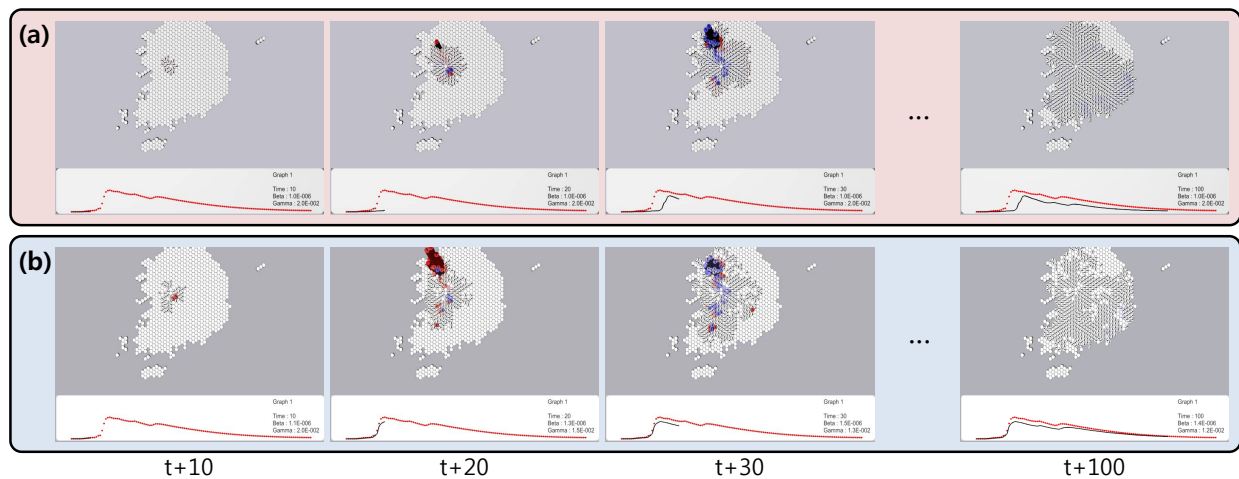 (a)
Graph 1
Time : 10
Beta : 1.0E-006
Gamma : 2.0E-002
Graph 1
Time : 20
Beta : 1.0E-006
Gamma : 2.0E-002
Graph 1
Time : 30
Beta : 1.0E-006
Gamma : 2.0E-002
...
Graph 1
Time : 100
Beta : 1.0E-006
Gamma : 2.0E-002
(b)
Graph 1
Time : 10
Beta : 1.1E-006
Gamma : 2.0E-002
Graph 1
Time : 20
Beta : 1.3E-006
Gamma : 1.5E-002
Graph 1
Time : 30
Beta : 1.5E-006
Gamma : 1.3E-002
...
Graph 1
Time : 100
Beta : 1.4E-006
Gamma : 1.2E-002
t+10
t+20
t+30
t+100